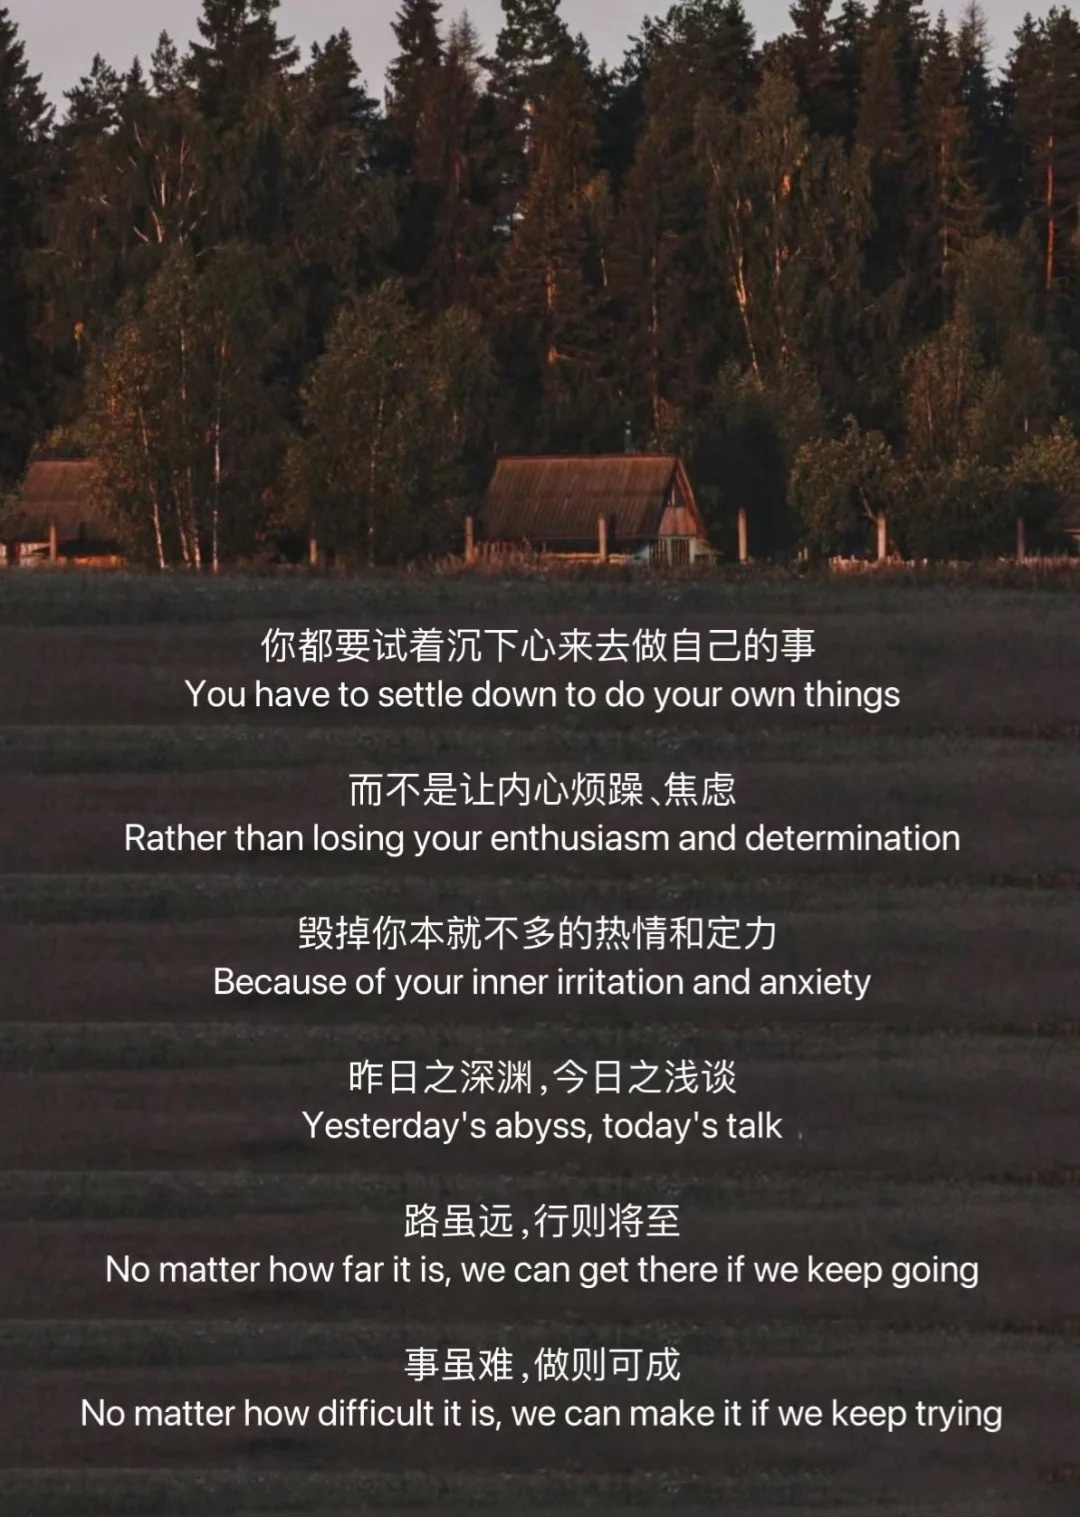 你都要试着沉下心来去做自己的事
You have to settle down to do your own things
而不是让内心烦躁、焦虑
Rather than losing your enthusiasm and determination
毁掉你本就不多的热情和定力
Because of your inner irritation and anxiety
昨日之深渊,今日之浅谈
Yesterday's abyss, today's talk
路虽远,行则将至
No matter how far it is, we can get there if we keep going
事虽难,做则可成
No matter how difficult it is, we can make it if we keep trying